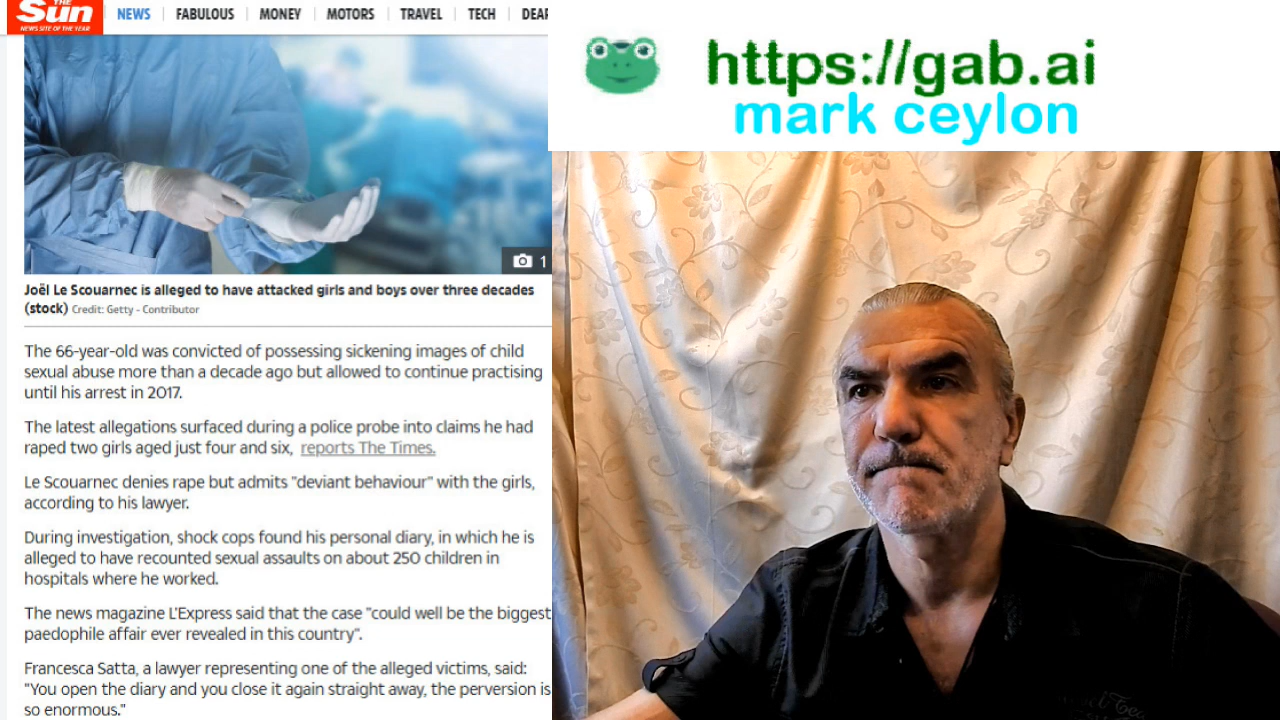 THE
Sun
NEWS SITE OF THE YEAR
NEWS FABULOUS MONEY MOTORS TRAVEL TECH DEAR
https://gab.ai
mark ceylon
1
Joël Le Scouarnec is alleged to have attacked girls and boys over three decades
(stock) Credit: Getty - Contributor
The 66-year-old was convicted of possessing sickening images of child
sexual abuse more than a decade ago but allowed to continue practising
until his arrest in 2017.
The latest allegations surfaced during a police probe into claims he had
raped two girls aged just four and six, reports The Times.
Le Scouarnec denies rape but admits "deviant behaviour" with the girls,
according to his lawyer.
During investigation, shock cops found his personal diary, in which he is
alleged to have recounted sexual assaults on about 250 children in
hospitals where he worked.
The news magazine L'Express said that the case "could well be the biggest
paedophile affair ever revealed in this country".
Francesca Satta, a lawyer representing one of the alleged victims, said:
"You open the diary and you close it again straight away, the perversion is
so enormous."